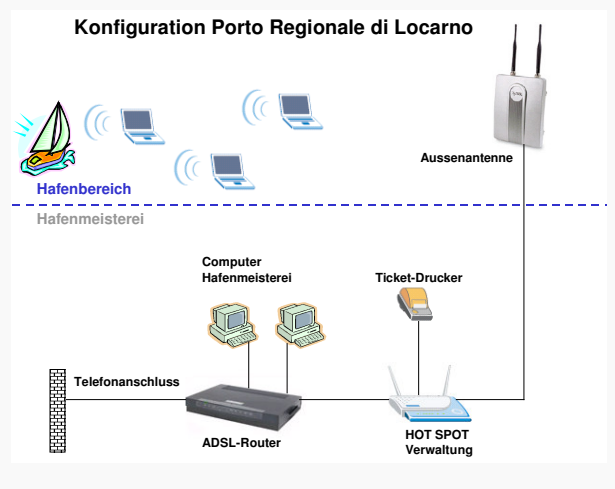 Konfiguration Porto Regionale di Locarno
Aussenantenne
Hafenbereich
Hafenmeisterei
Computer
Hafenmeisterei
Ticket-Drucker
Telefonanschluss
ADSL-Router
HOT SPOT
Verwaltung